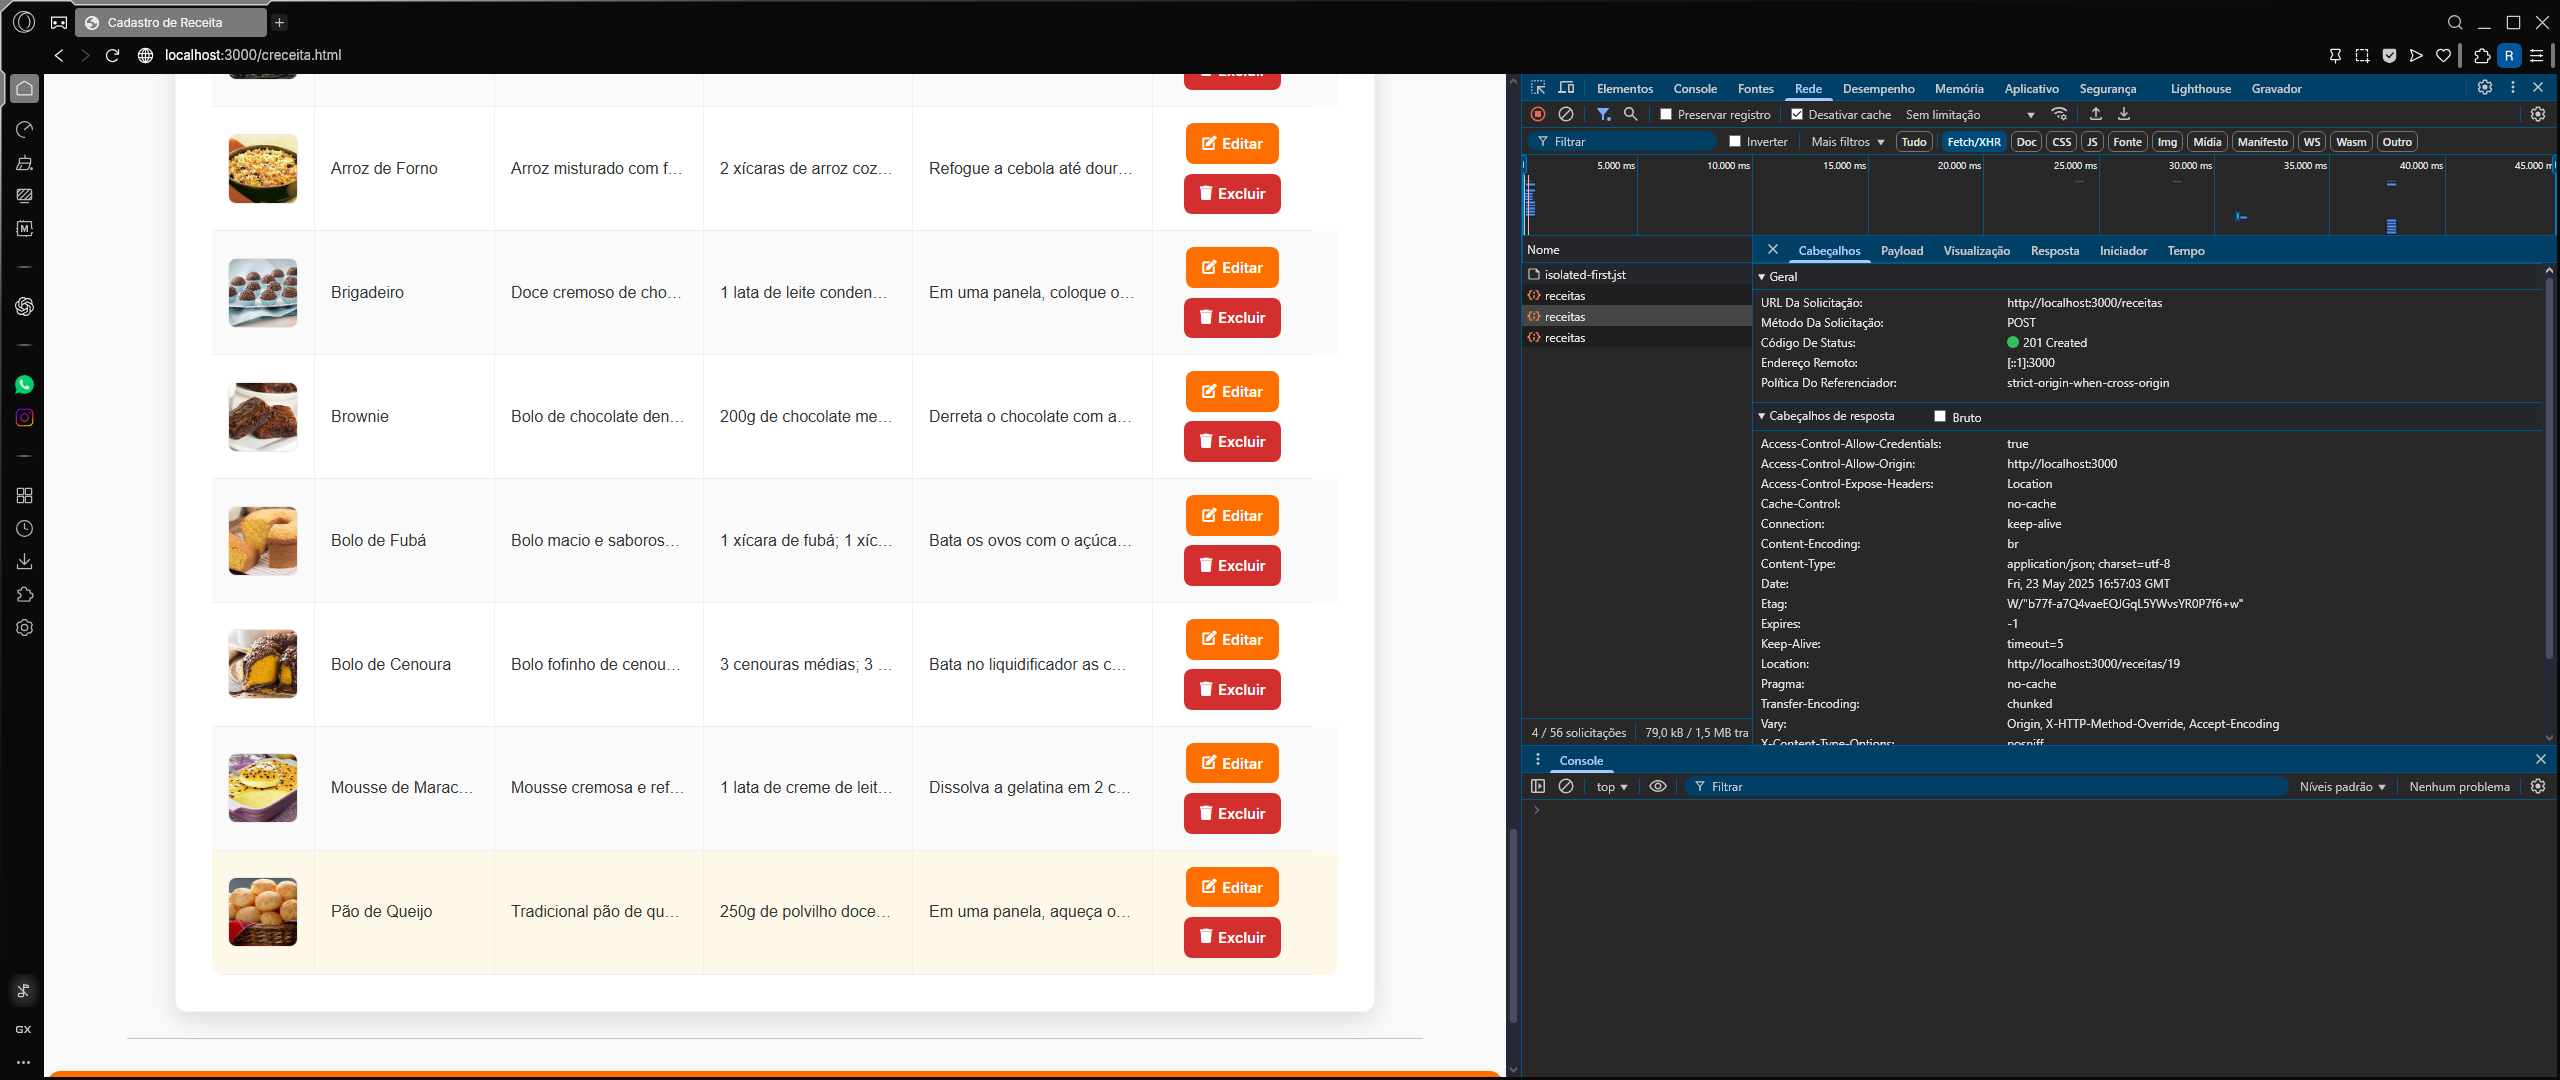 Cadastro de Receita
localhost:3000/creceita.html
R
M
GX
Excluir
Arroz de Forno
Arroz misturado com f...
2 xícaras de arroz coz...
Refogue a cebola até dour...
Editar
Excluir
Brigadeiro
Doce cremoso de cho...
1 lata de leite conden...
Em uma panela, coloque o...
Editar
Excluir
Brownie
Bolo de chocolate den...
200g de chocolate me...
Derreta o chocolate com a...
Editar
Excluir
Bolo de Fubá
Bolo macio e saboros...
1 xícara de fubá; 1 xíc...
Bata os ovos com o açúca...
Editar
Excluir
Bolo de Cenoura
Bolo fofinho de cenou...
3 cenouras médias; 3 ...
Bata no liquidificador as c...
Editar
Excluir
Mousse de Marac...
Mousse cremosa e ref...
1 lata de creme de leit...
Dissolva a gelatina em 2 c...
Editar
Excluir
Pão de Queijo
Tradicional pão de qu...
250g de polvilho doce...
Em uma panela, aqueça o...
Editar
Excluir
Elementos Console Fontes Rede Desempenho Memória Aplicativo Segurança Lighthouse Gravador
Preservar registro Desativar cache Sem limitação
Filtrar Inverter Mais filtros Tudo Fetch/XHR Doc CSS JS Fonte Img Mídia Manifesto WS Wasm Outro
5.000 ms 10.000 ms 15.000 ms 20.000 ms 25.000 ms 30.000 ms 35.000 ms 40.000 ms 45.000 m
Nome
isolated-first.jst
receitas
receitas
receitas
4 / 56 solicitações 79,0 kB / 1,5 MB tra
Cabeçalhos Payload Visualização Resposta Iniciador Tempo
Geral
URL Da Solicitação: http://localhost:3000/receitas
Método Da Solicitação: POST
Código De Status: 201 Created
Endereço Remoto: [::1]:3000
Política Do Referenciador: strict-origin-when-cross-origin
Cabeçalhos de resposta Bruto
Access-Control-Allow-Credentials: true
Access-Control-Allow-Origin: http://localhost:3000
Access-Control-Expose-Headers: Location
Cache-Control: no-cache
Connection: keep-alive
Content-Encoding: br
Content-Type: application/json; charset=utf-8
Date: Fri, 23 May 2025 16:57:03 GMT
Etag: W/"b77f-a7Q4vaeEQJGqL5YWvsYR0P7f6+w"
Expires: -1
Keep-Alive: timeout=5
Location: http://localhost:3000/receitas/19
Pragma: no-cache
Transfer-Encoding: chunked
Vary: Origin, X-HTTP-Method-Override, Accept-Encoding
X-Content-Type-Options: nosniff
Console
top Filtrar Níveis padrão Nenhum problema